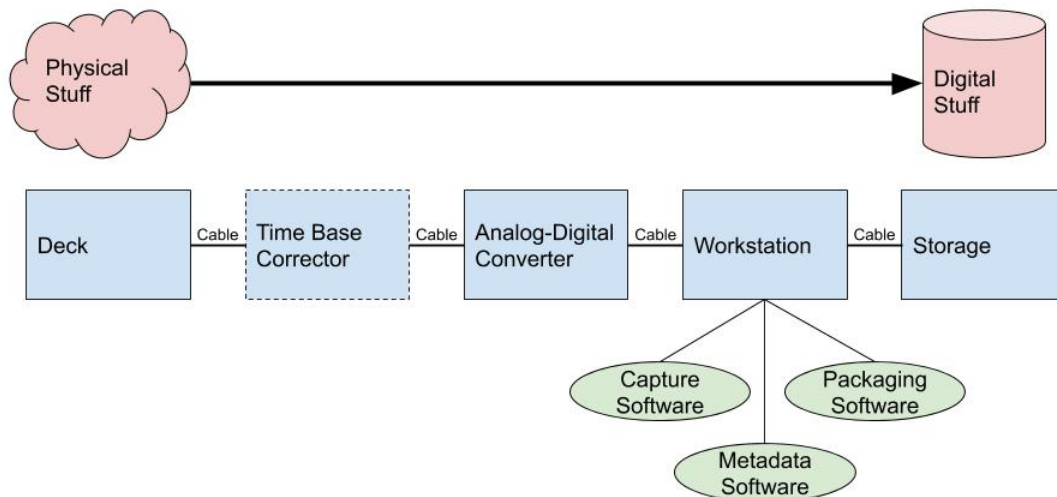 Physical
Stuff
Digital
Stuff
Deck
Cable
Time Base
Corrector
Cable
Analog-Digital
Converter
Cable
Workstation
Cable
Storage
Capture
Software
Packaging
Software
Metadata
Software